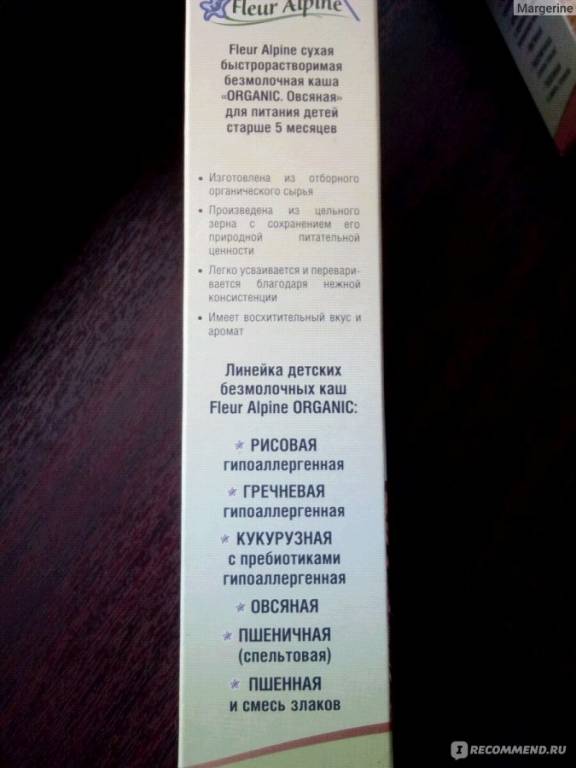 Margerine
Fleur Alpine
Fleur Alpine сухая
быстрорастворимая
безмолочная каша
«ORGANIC. Овсяная»
для питания детей
старше 5 месяцев
• Изготовлена из отборного
органического сырья
• Произведена из цельного
зерна с сохранением его
природной питательной
ценности
• Легко усваивается и перевари-
вается благодаря нежной
консистенции
• Имеет восхитительный вкус и
аромат
Линейка детских
безмолочных каш
Fleur Alpine ORGANIC:
РИСОВАЯ
гипоаллергенная
ГРЕЧНЕВАЯ
гипоаллергенная
КУКУРУЗНАЯ
с пребиотиками
гипоаллергенная
ОВСЯНАЯ
ПШЕНИЧНАЯ
(спельтовая)
ПШЕННАЯ
и смесь злаков
IRECOMMEND.RU